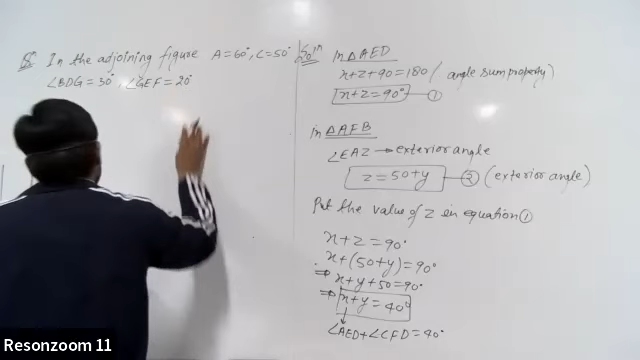 Q. In the adjoining figure A=60°, C=50°
∠BDG=30°, ∠GEF=20°
Sol^n
in △AED
x+z+90=180 (angle sum property)
x+z=90° —①
in △AFB
∠EAZ → exterior angle
z=50+y —② (exterior angle)
Put the value of z in equation①
x+z=90°
x+(50+y)=90°
⇒ x+y+50=90°
⇒ x+y=40°
∠AED+∠CFD=40°
Resonzoom 11